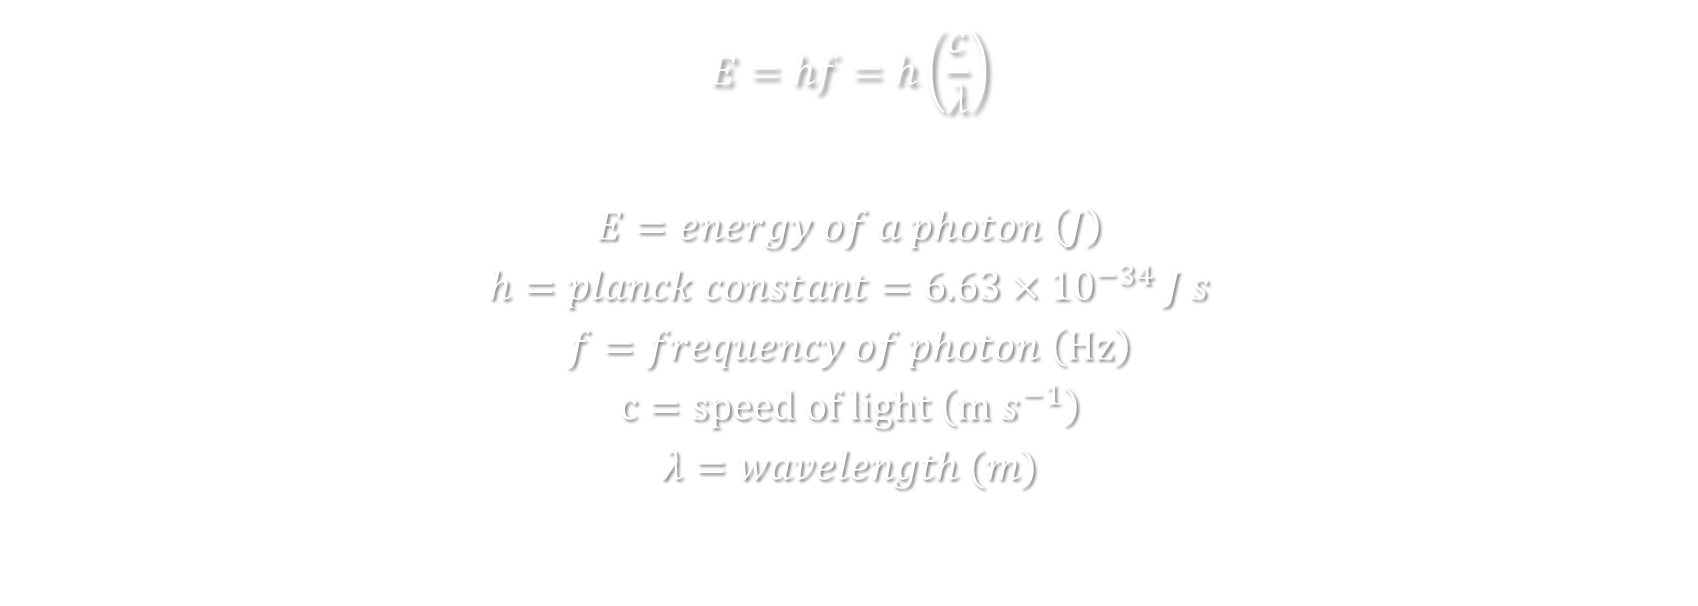 E = hf = h(c/λ)
E = energy of a photon (J)
h = planck constant = 6.63 × 10⁻³⁴ J s
f = frequency of photon (Hz)
c = speed of light (m s⁻¹)
λ = wavelength (m)